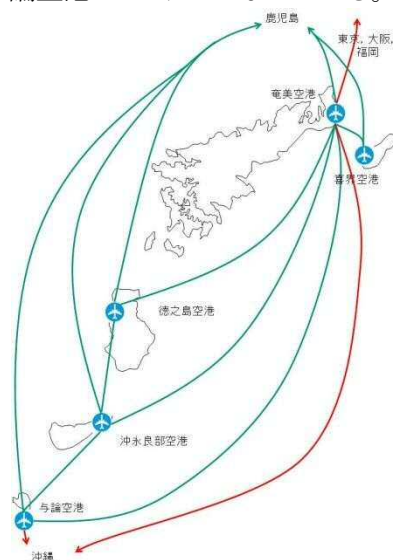 鹿児島
東京，大阪，
福岡
奄美空港
喜界空港
徳之島空港
沖永良部空港
与論空港
沖縄